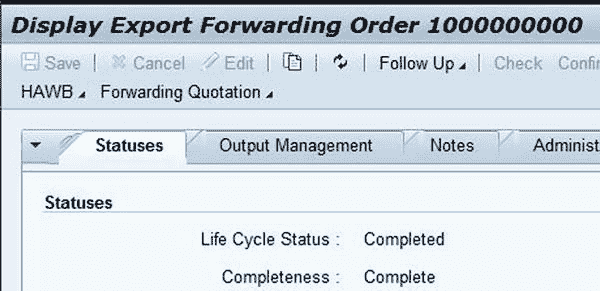 Display Export Forwarding Order 1000000000
Save Cancel Edit Follow Up Check
HAWB Forwarding Quotation
Statuses Output Management Notes
Statuses
Life Cycle Status : Completed
Completeness : Complete